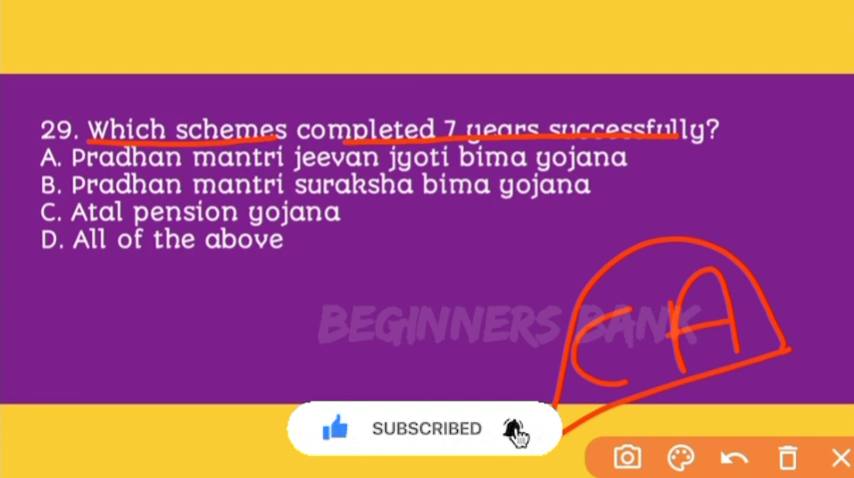 29. Which schemes completed 7 years successfully?
A. Pradhan mantri jeevan jyoti bima yojana
B. Pradhan mantri suraksha bima yojana
C. Atal pension yojana
D. All of the above
BEGINNERS BANK
CA
SUBSCRIBED